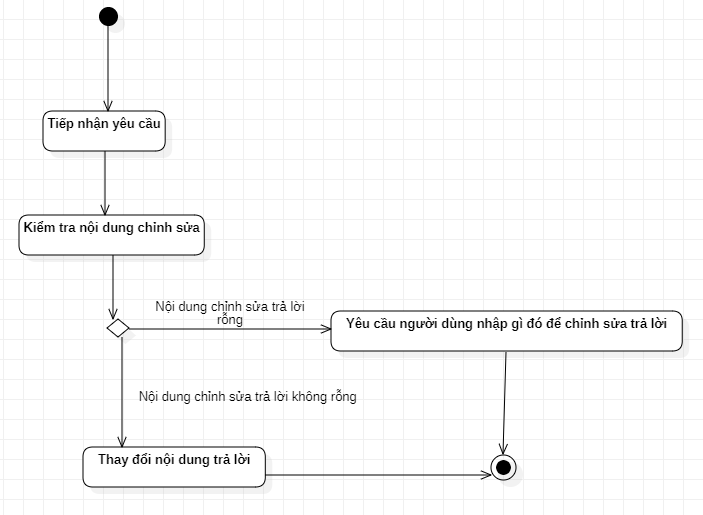 Tiếp nhận yêu cầu
Kiểm tra nội dung chỉnh sửa
Nội dung chỉnh sửa trả lời
rỗng
Yêu cầu người dùng nhập gì đó để chỉnh sửa trả lời
Nội dung chỉnh sửa trả lời không rỗng
Thay đổi nội dung trả lời